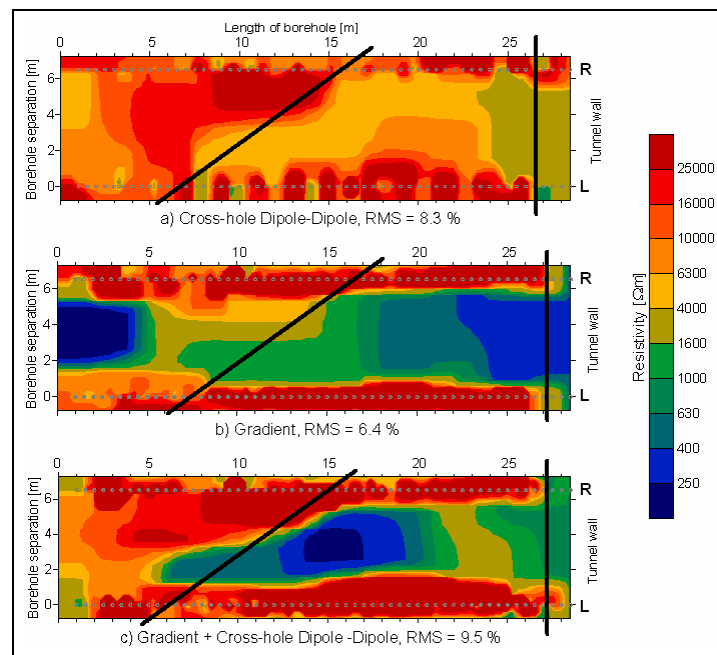 Length of borehole [m]
0 5 10 15 20 25
Borehole separation [m]
6
4
2
0
R
Tunnel wall
L
a) Cross-hole Dipole-Dipole, RMS = 8.3 %
0 5 10 15 20 25
Borehole separation [m]
6
4
2
0
R
Tunnel wall
L
b) Gradient, RMS = 6.4 %
0 5 10 15 20 25
Borehole separation [m]
6
4
2
0
R
Tunnel wall
L
c) Gradient + Cross-hole Dipole -Dipole, RMS = 9.5 %
Resistivity [Ωm]
25000
16000
10000
6300
4000
1600
1000
630
400
250